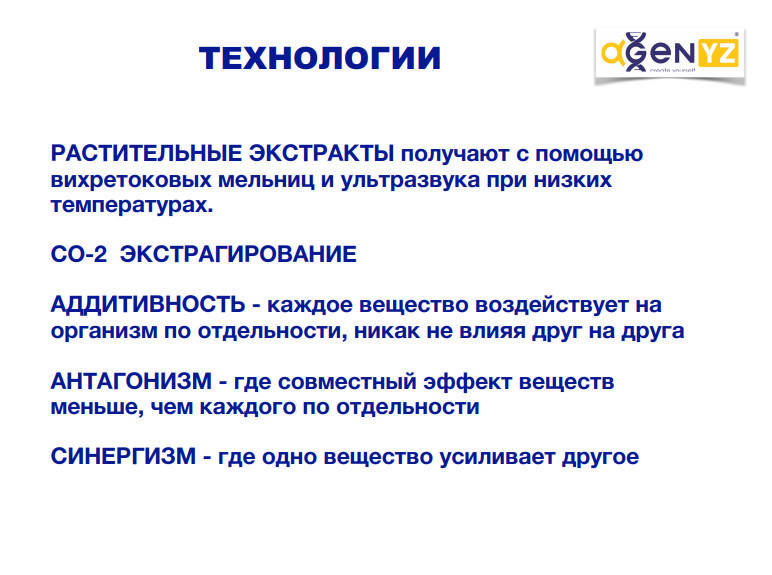 ТЕХНОЛОГИИ
αGenYZ®
create yourself
РАСТИТЕЛЬНЫЕ ЭКСТРАКТЫ получают с помощью
вихретоковых мельниц и ультразвука при низких
температурах.
СО-2 ЭКСТРАГИРОВАНИЕ
АДДИТИВНОСТЬ - каждое вещество воздействует на
организм по отдельности, никак не влияя друг на друга
АНТАГОНИЗМ - где совместный эффект веществ
меньше, чем каждого по отдельности
СИНЕРГИЗМ - где одно вещество усиливает другое